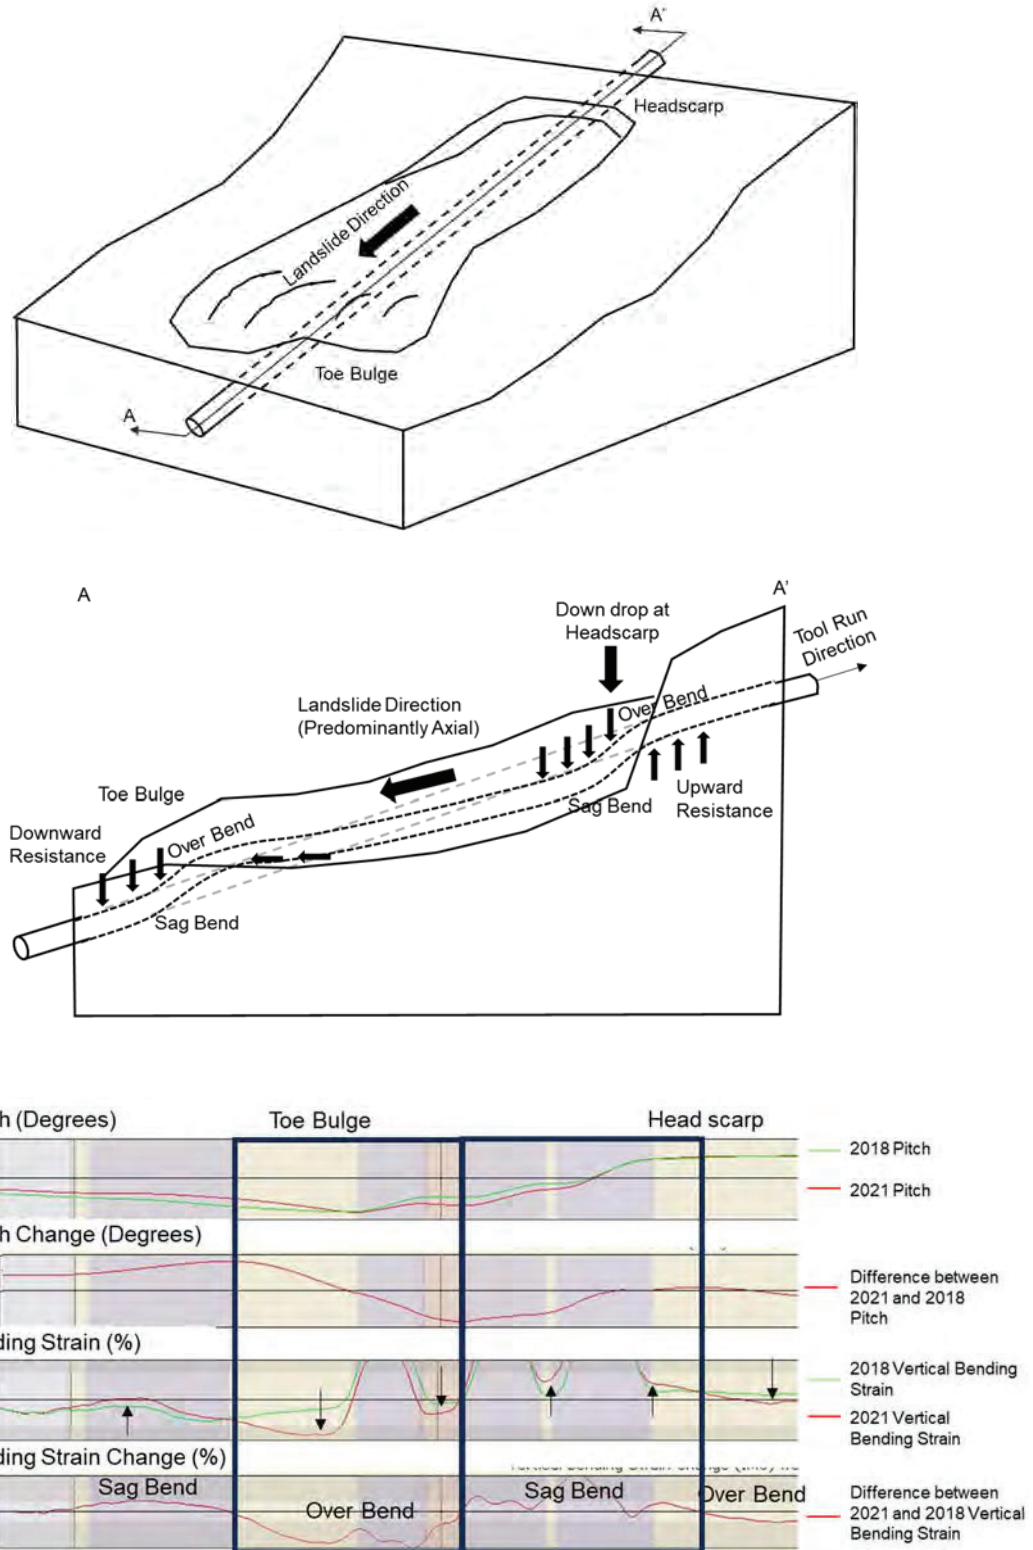 A'
Headscarp
Landslide Direction
Toe Bulge
A
A
A'
Down drop at
Headscarp
Tool Run
Direction
Landslide Direction
(Predominantly Axial)
Over Bend
Toe Bulge
Upward
Resistance
Sag Bend
Downward
Resistance
Over Bend
Sag Bend
h (Degrees)
Toe Bulge
Head scarp
2018 Pitch
2021 Pitch
h Change (Degrees)
Difference between
2021 and 2018
Pitch
ding Strain (%)
2018 Vertical Bending
Strain
2021 Vertical
Bending Strain
ding Strain Change (%)
Sag Bend
Over Bend
Sag Bend
Over Bend
Difference between
2021 and 2018 Vertical
Bending Strain